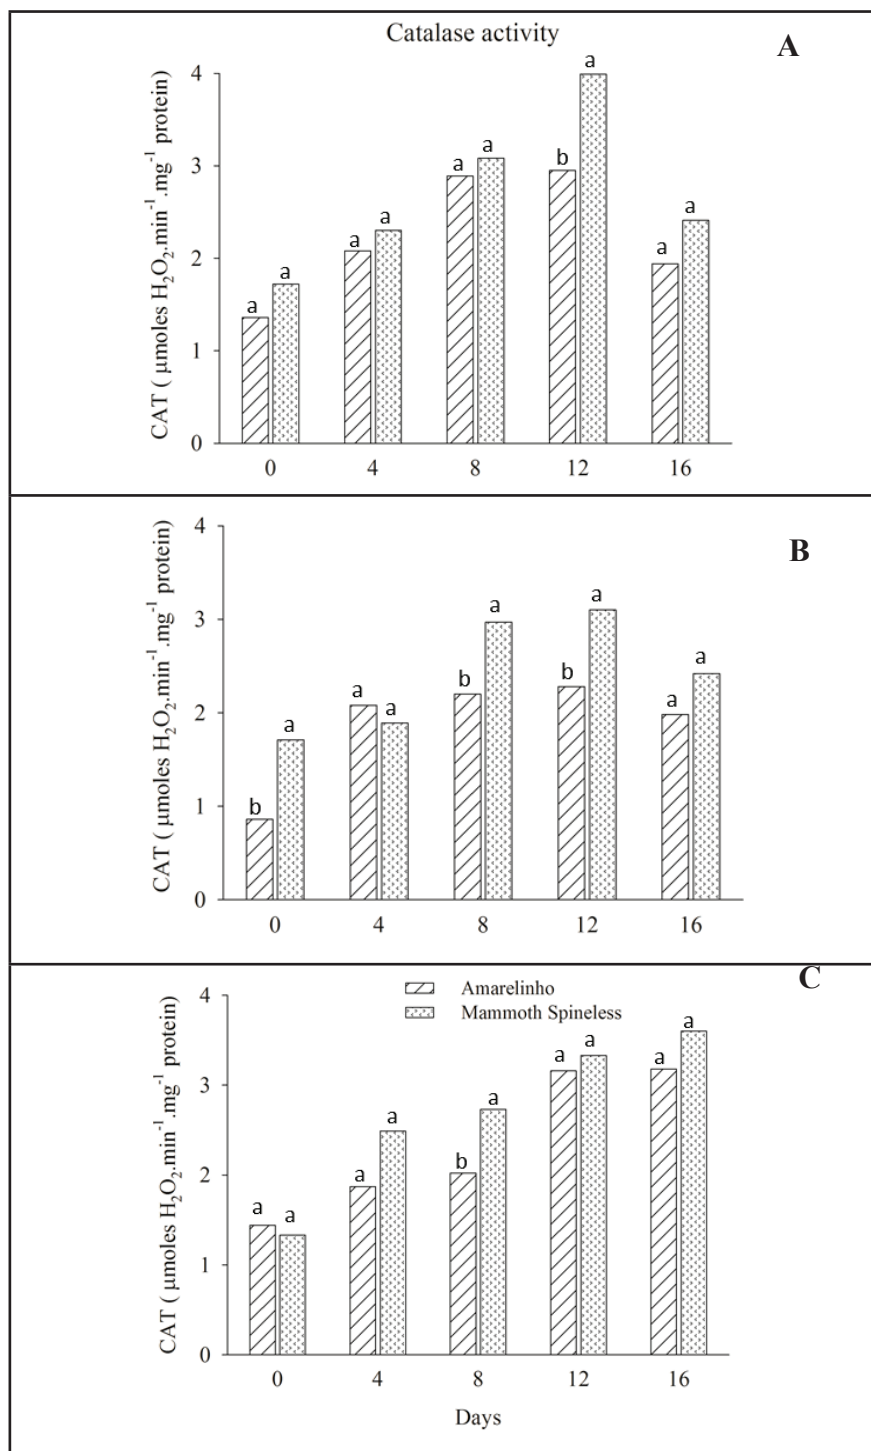 Catalase activity
A
CAT ( μmoles H₂O₂.min⁻¹.mg⁻¹ protein)
4
3
2
1
0
a a a a a a b a a a
0 4 8 12 16
B
CAT ( μmoles H₂O₂.min⁻¹.mg⁻¹ protein)
4
3
2
1
0
b a a a b a b a a a
0 4 8 12 16
C
Amarelinho
Mammoth Spineless
CAT ( μmoles H₂O₂.min⁻¹.mg⁻¹ protein)
4
3
2
1
0
a a a a b a a a a a
0 4 8 12 16
Days